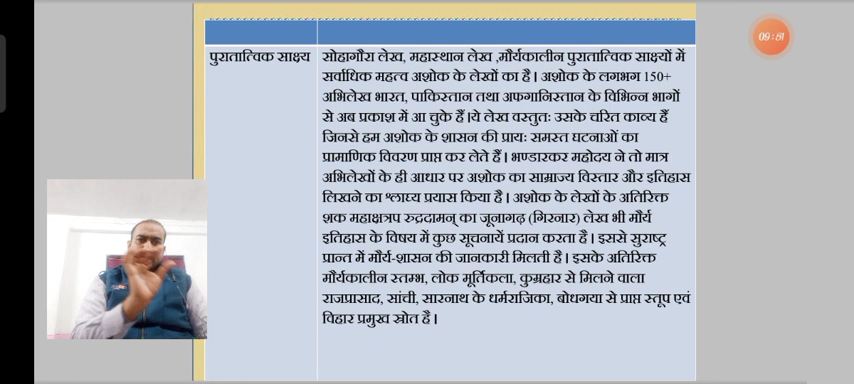 09:51
पुरातात्विक साक्ष्य
सोहागौरा लेख, महास्थान लेख ,मौर्यकालीन पुरातात्विक साक्ष्यों में
सर्वाधिक महत्व अशोक के लेखों का है। अशोक के लगभग 150+
अभिलेख भारत, पाकिस्तान तथा अफगानिस्तान के विभिन्न भागों
से अब प्रकाश में आ चुके हैं।ये लेख वस्तुतः उसके चरित काव्य हैं
जिनसे हम अशोक के शासन की प्रायः समस्त घटनाओं का
प्रामाणिक विवरण प्राप्त कर लेते हैं। भण्डारकर महोदय ने तो मात्र
अभिलेखों के ही आधार पर अशोक का साम्राज्य विस्तार और इतिहास
लिखने का श्लाघ्य प्रयास किया है। अशोक के लेखों के अतिरिक्त
शक महाक्षत्रप रुद्रदामन् का जूनागढ़ (गिरनार) लेख भी मौर्य
इतिहास के विषय में कुछ सूचनायें प्रदान करता है। इससे सुराष्ट्र
प्रान्त में मौर्य-शासन की जानकारी मिलती है। इसके अतिरिक्त
मौर्यकालीन स्तम्भ, लोक मूर्तिकला, कुम्रहार से मिलने वाला
राजप्रासाद, सांची, सारनाथ के धर्मराजिका, बोधगया से प्राप्त स्तूप एवं
विहार प्रमुख स्रोत है।